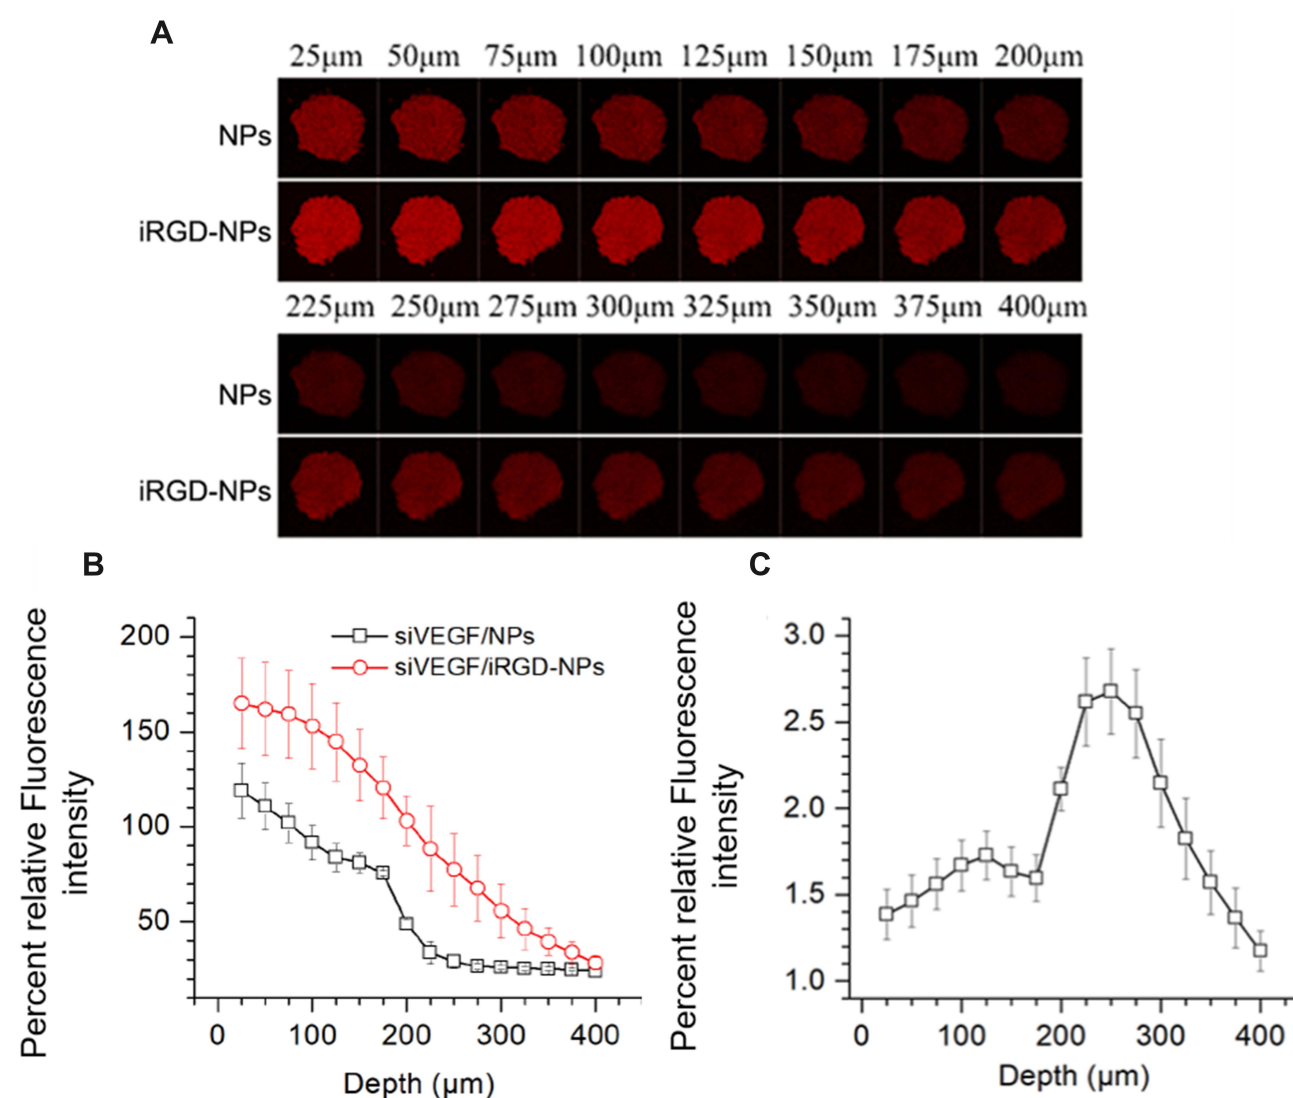 A
25μm 50μm 75μm 100μm 125μm 150μm 175μm 200μm
NPs
iRGD-NPs
225μm 250μm 275μm 300μm 325μm 350μm 375μm 400μm
NPs
iRGD-NPs
B
Percent relative Fluorescence
intensity
200
150
100
50
siVEGF/NPs
siVEGF/iRGD-NPs
0 100 200 300 400
Depth (μm)
C
Percent relative Fluorescence
intensity
3.0
2.5
2.0
1.5
1.0
0 100 200 300 400
Depth (μm)